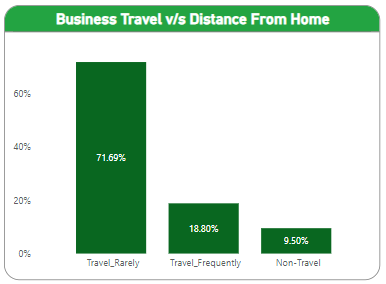 Business Travel v/s Distance From Home
60%
40%
20%
0%
71.69%
18.80%
9.50%
Travel_Rarely
Travel_Frequently
Non-Travel